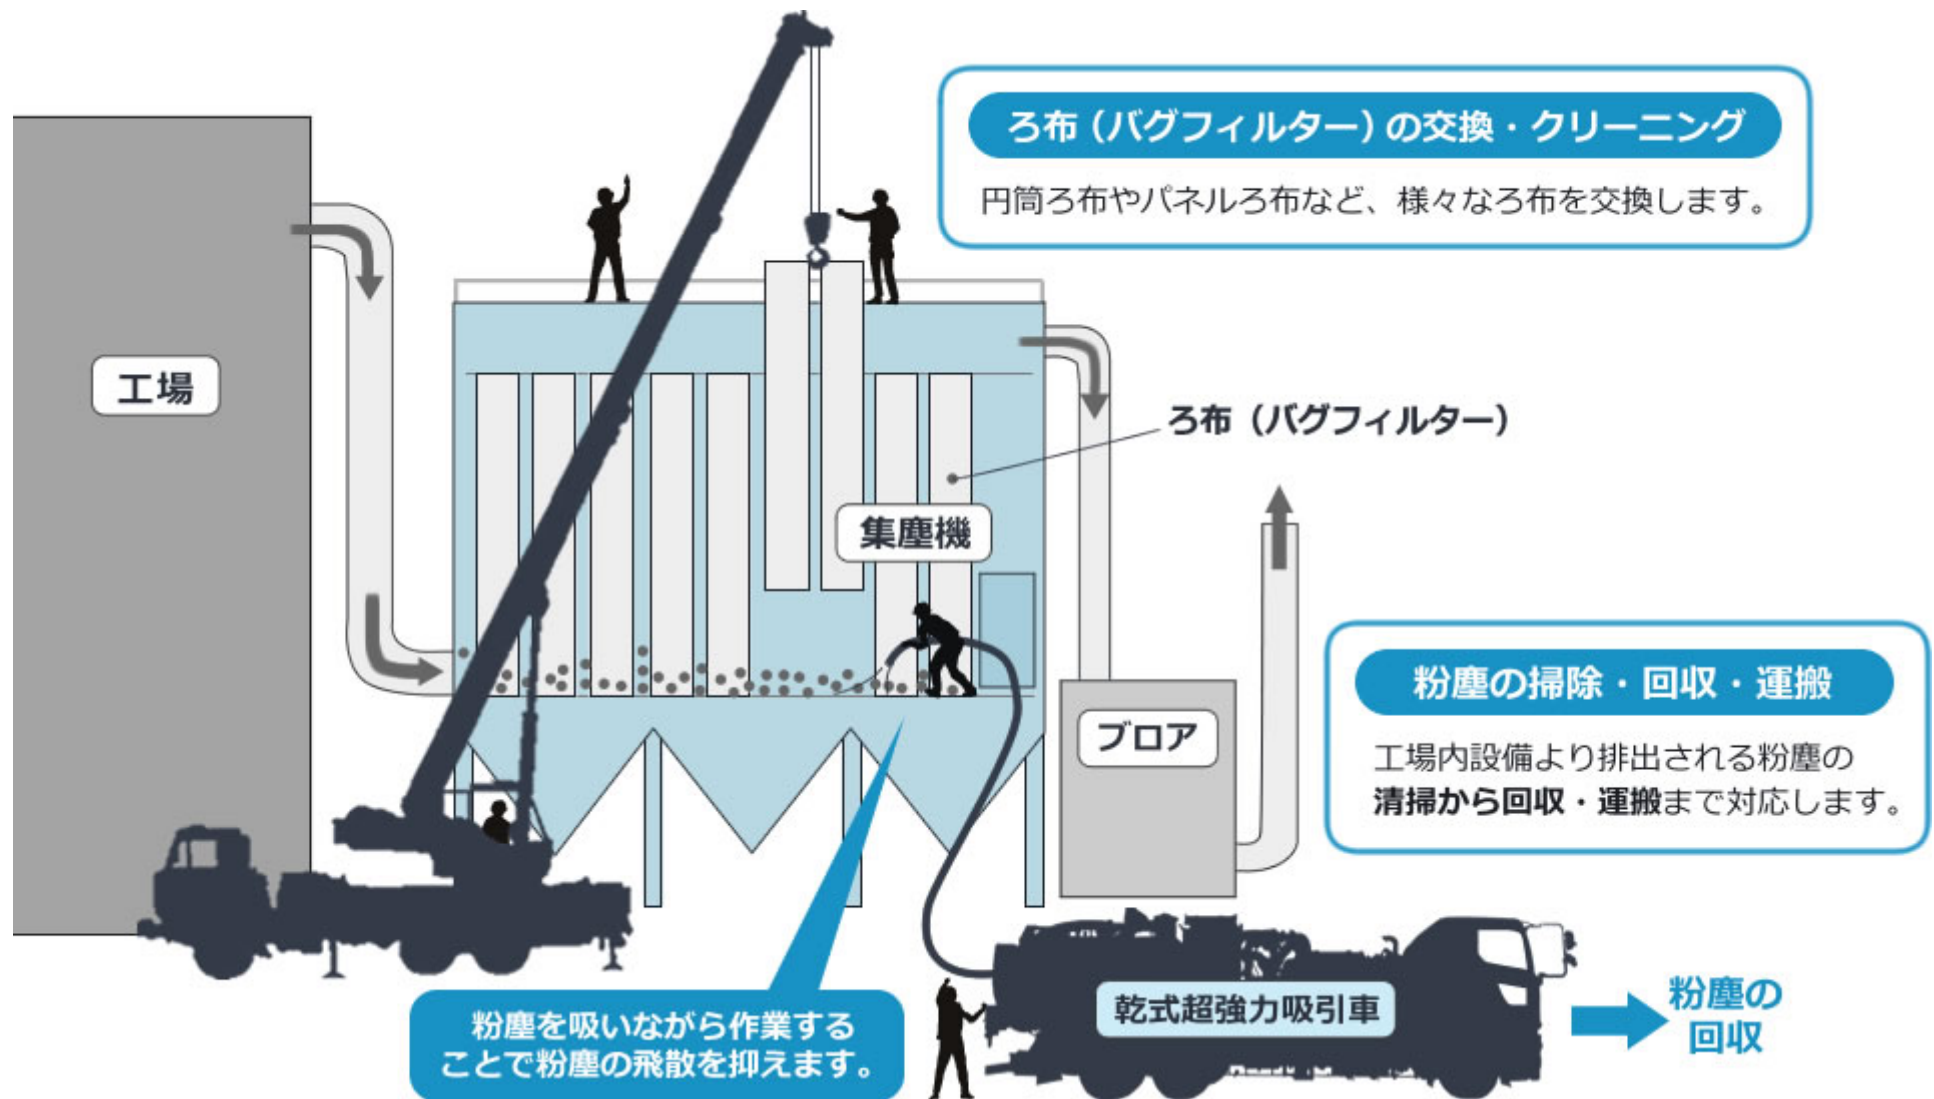 ろ布（バグフィルター）の交換・クリーニング
円筒ろ布やパネルろ布など、様々なろ布を交換します。
工場
ろ布（バグフィルター）
集塵機
ブロア
粉塵の掃除・回収・運搬
工場内設備より排出される粉塵の
清掃から回収・運搬まで対応します。
粉塵を吸いながら作業する
ことで粉塵の飛散を抑えます。
乾式超強力吸引車
粉塵の
回収